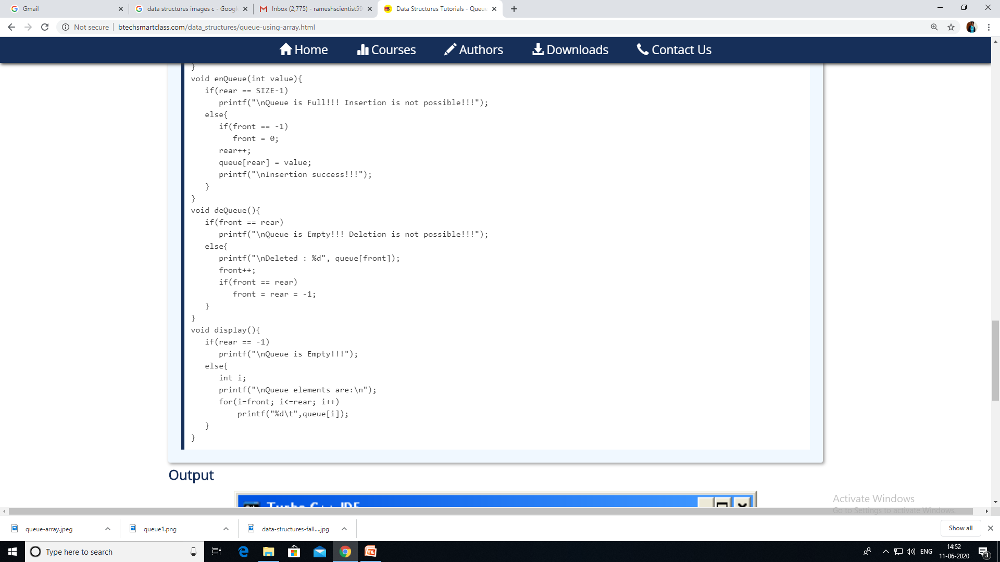 Gmail
data structures images c - Googl
Inbox (2,775) - rameshscientist59
Data Structures Tutorials - Queue
Not secure
btechsmartclass.com/data_structures/queue-using-array.html
Home
Courses
Authors
Downloads
Contact Us
}
void enQueue(int value){
   if(rear == SIZE-1)
      printf("\nQueue is Full!!! Insertion is not possible!!!");
   else{
      if(front == -1)
         front = 0;
      rear++;
      queue[rear] = value;
      printf("\nInsertion success!!!");
   }
}
void deQueue(){
   if(front == rear)
      printf("\nQueue is Empty!!! Deletion is not possible!!!");
   else{
      printf("\nDeleted : %d", queue[front]);
      front++;
      if(front == rear)
         front = rear = -1;
   }
}
void display(){
   if(rear == -1)
      printf("\nQueue is Empty!!!");
   else{
      int i;
      printf("\nQueue elements are:\n");
      for(i=front; i<=rear; i++)
          printf("%d\t",queue[i]);
   }
}
Output
Turbo C++ IDE
Activate Windows
Go to Settings to activate Windows.
queue-array.jpeg
queue1.png
data-structures-fall....jpg
Show all
Type here to search
ENG
14:52
11-06-2020
3